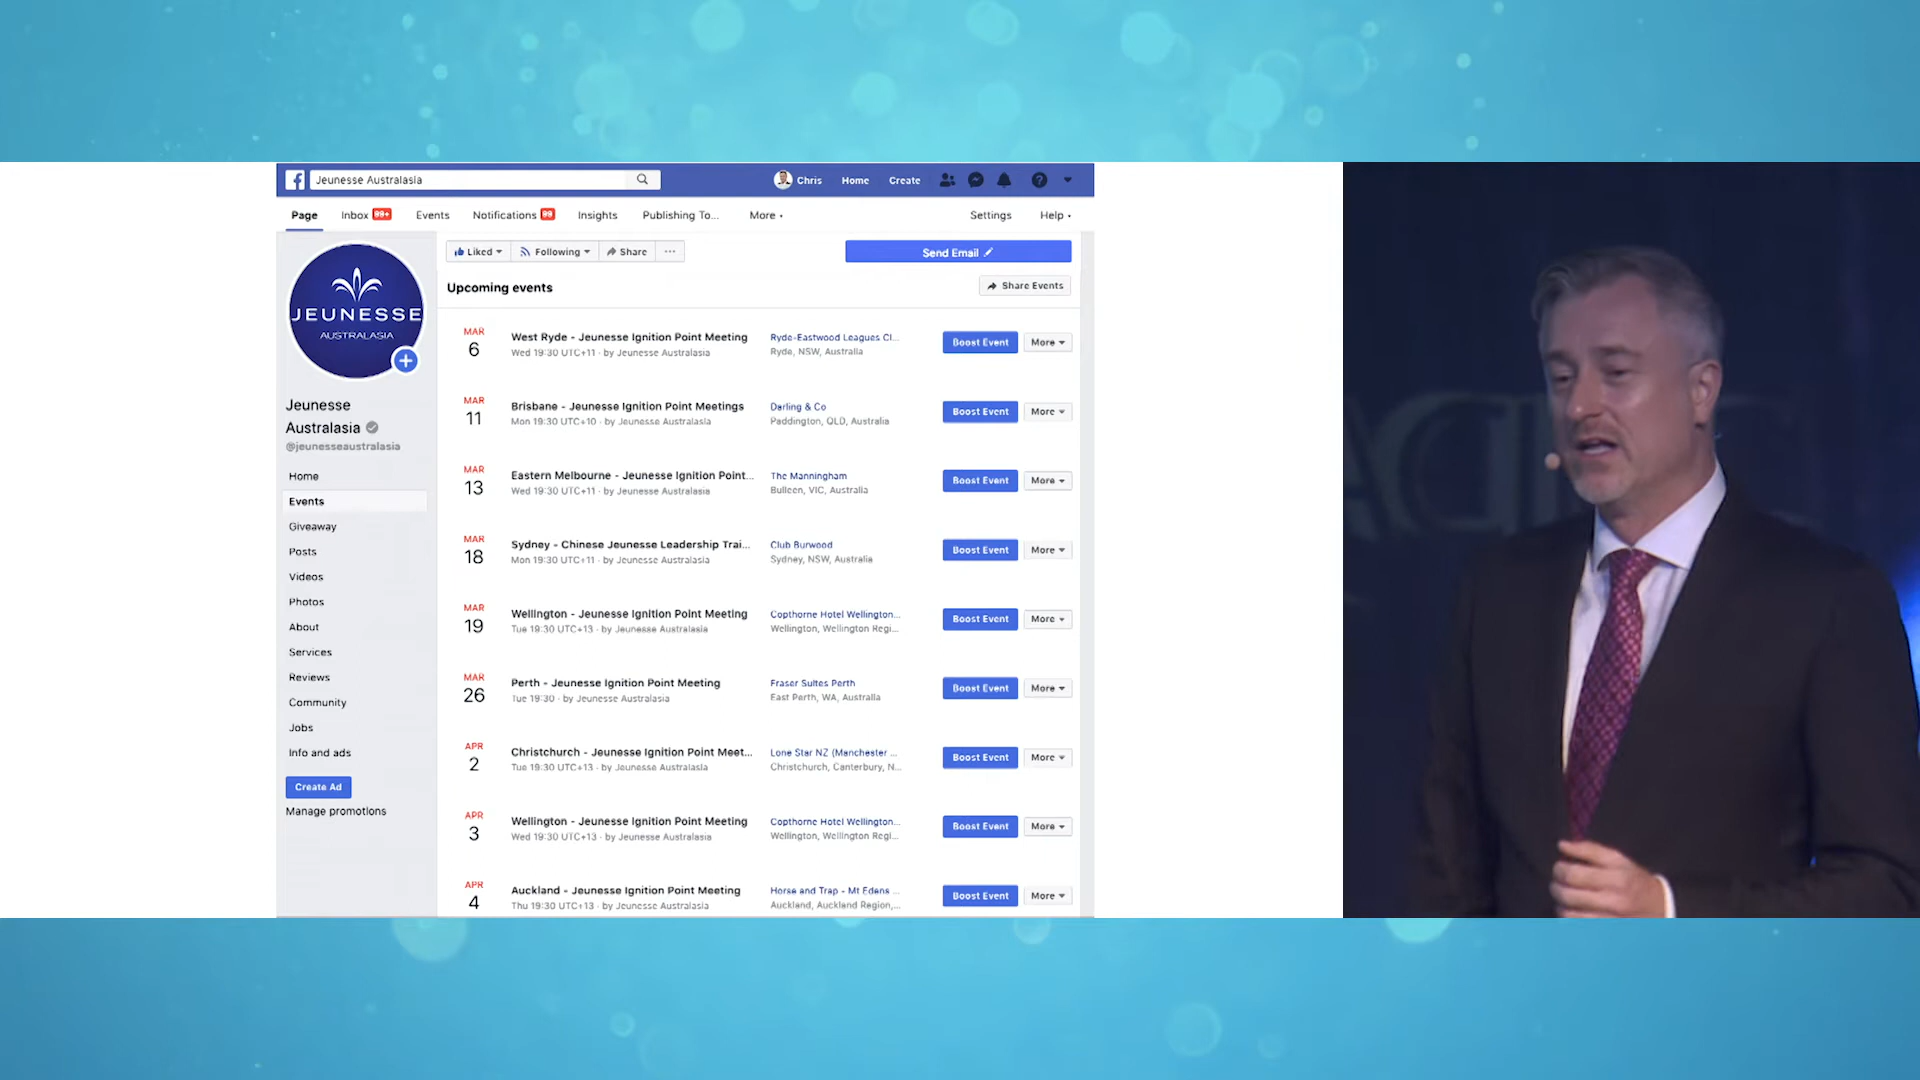 Jeunesse Australasia
Chris Home Create
Page Inbox 99+ Events Notifications 99 Insights Publishing To... More Settings Help
JEUNESSE
AUSTRALASIA
Jeunesse
Australasia
@jeunesseaustralasia
Home
Events
Giveaway
Posts
Videos
Photos
About
Services
Reviews
Community
Jobs
Info and ads
Create Ad
Manage promotions
Liked Following Share ... Send Email
Upcoming events Share Events
MAR
6
West Ryde - Jeunesse Ignition Point Meeting
Wed 19:30 UTC+11 · by Jeunesse Australasia
Ryde-Eastwood Leagues Cl...
Ryde, NSW, Australia
Boost Event More
MAR
11
Brisbane - Jeunesse Ignition Point Meetings
Mon 19:30 UTC+10 · by Jeunesse Australasia
Darling & Co
Paddington, QLD, Australia
Boost Event More
MAR
13
Eastern Melbourne - Jeunesse Ignition Point...
Wed 19:30 UTC+11 · by Jeunesse Australasia
The Manningham
Bulleen, VIC, Australia
Boost Event More
MAR
18
Sydney - Chinese Jeunesse Leadership Trai...
Mon 19:30 UTC+11 · by Jeunesse Australasia
Club Burwood
Sydney, NSW, Australia
Boost Event More
MAR
19
Wellington - Jeunesse Ignition Point Meeting
Tue 19:30 UTC+13 · by Jeunesse Australasia
Copthorne Hotel Wellington...
Wellington, Wellington Regi...
Boost Event More
MAR
26
Perth - Jeunesse Ignition Point Meeting
Tue 19:30 · by Jeunesse Australasia
Fraser Suites Perth
East Perth, WA, Australia
Boost Event More
APR
2
Christchurch - Jeunesse Ignition Point Meet...
Tue 19:30 UTC+13 · by Jeunesse Australasia
Lone Star NZ (Manchester ...
Christchurch, Canterbury, N...
Boost Event More
APR
3
Wellington - Jeunesse Ignition Point Meeting
Wed 19:30 UTC+13 · by Jeunesse Australasia
Copthorne Hotel Wellington...
Wellington, Wellington Regi...
Boost Event More
APR
4
Auckland - Jeunesse Ignition Point Meeting
Thu 19:30 UTC+13 · by Jeunesse Australasia
Horse and Trap - Mt Edens ...
Auckland, Auckland Region,...
Boost Event More